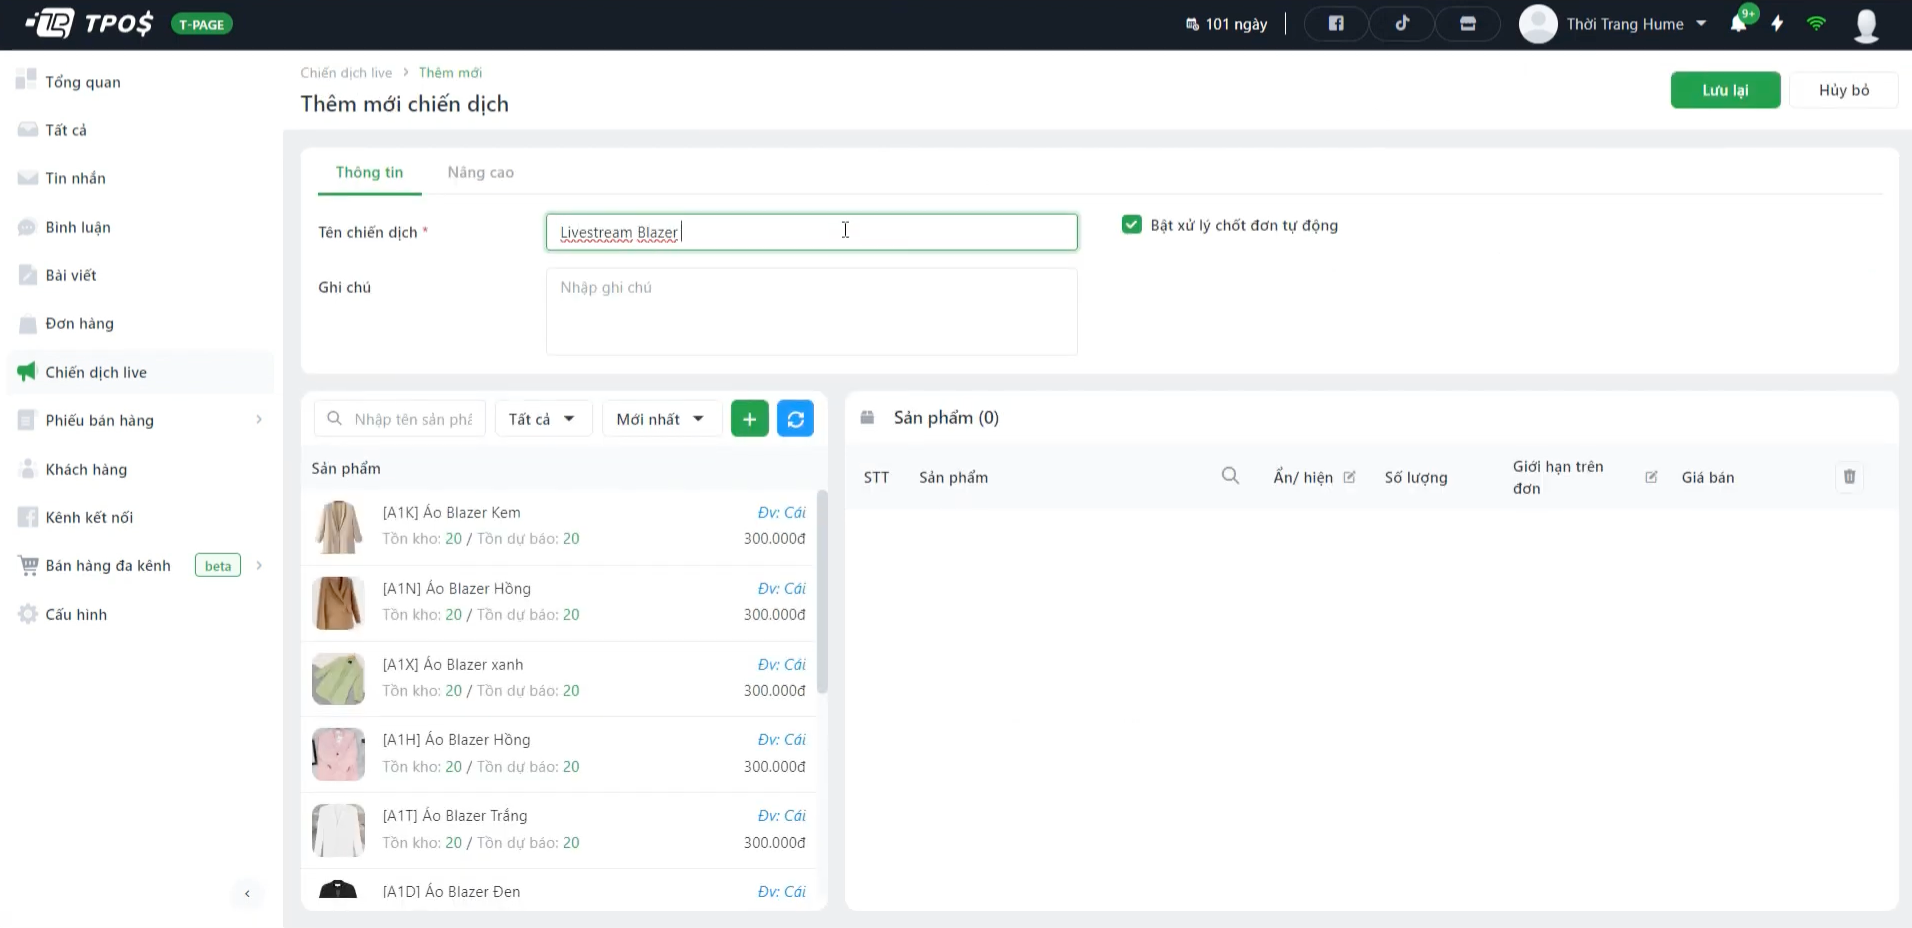 TPO$ T-PAGE 101 ngày Thời Trang Hume 9+
Tổng quan
Tất cả
Tin nhắn
Bình luận
Bài viết
Đơn hàng
Chiến dịch live
Phiếu bán hàng
Khách hàng
Kênh kết nối
Bán hàng đa kênh beta
Cấu hình
Chiến dịch live > Thêm mới
Thêm mới chiến dịch
Lưu lại Hủy bỏ
Thông tin Nâng cao
Tên chiến dịch * Livestream Blazer
Bật xử lý chốt đơn tự động
Ghi chú Nhập ghi chú
Nhập tên sản phẩ Tất cả Mới nhất
Sản phẩm
[A1K] Áo Blazer Kem Đv: Cái
Tồn kho: 20 / Tồn dự báo: 20 300.000đ
[A1N] Áo Blazer Hồng Đv: Cái
Tồn kho: 20 / Tồn dự báo: 20 300.000đ
[A1X] Áo Blazer xanh Đv: Cái
Tồn kho: 20 / Tồn dự báo: 20 300.000đ
[A1H] Áo Blazer Hồng Đv: Cái
Tồn kho: 20 / Tồn dự báo: 20 300.000đ
[A1T] Áo Blazer Trắng Đv: Cái
Tồn kho: 20 / Tồn dự báo: 20 300.000đ
[A1D] Áo Blazer Đen Đv: Cái
Sản phẩm (0)
STT Sản phẩm Ẩn/ hiện Số lượng Giới hạn trên đơn Giá bán